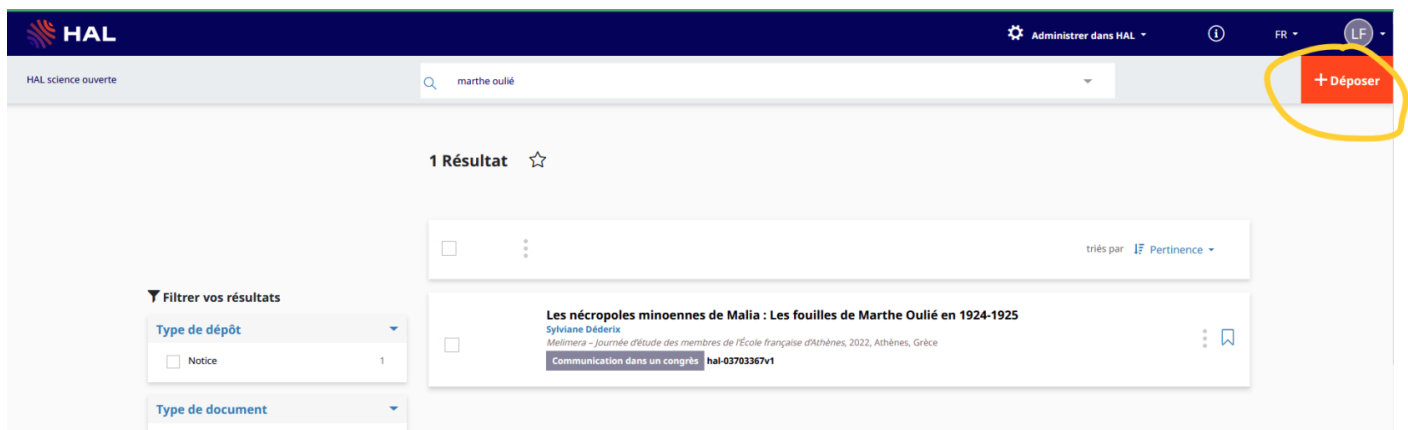 HAL
Administrer dans HAL
FR
LF
HAL science ouverte
marthe oulié
+ Déposer
1 Résultat
triés par Pertinence
Filtrer vos résultats
Type de dépôt
Notice 1
Type de document
Les nécropoles minoennes de Malia : Les fouilles de Marthe Oulié en 1924-1925
Sylviane Déderix
Melimera – Journée d'étude des membres de l'École française d'Athènes, 2022, Athènes, Grèce
Communication dans un congrès hal-03703367v1